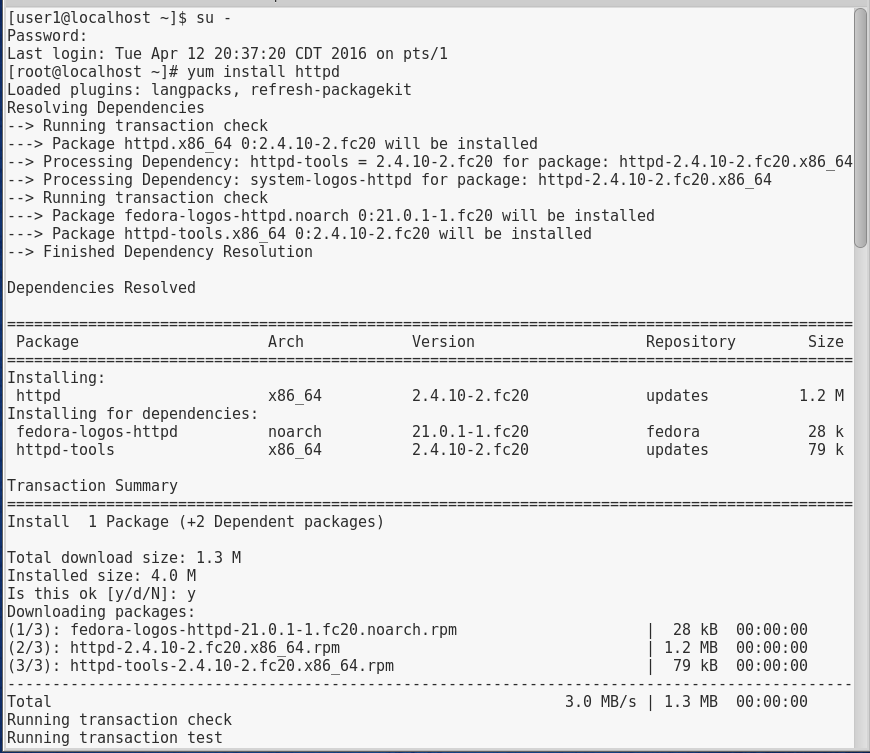 [user1@localhost ~]$ su -
Password:
Last login: Tue Apr 12 20:37:20 CDT 2016 on pts/1
[root@localhost ~]# yum install httpd
Loaded plugins: langpacks, refresh-packagekit
Resolving Dependencies
--> Running transaction check
---> Package httpd.x86_64 0:2.4.10-2.fc20 will be installed
--> Processing Dependency: httpd-tools = 2.4.10-2.fc20 for package: httpd-2.4.10-2.fc20.x86_64
--> Processing Dependency: system-logos-httpd for package: httpd-2.4.10-2.fc20.x86_64
--> Running transaction check
---> Package fedora-logos-httpd.noarch 0:21.0.1-1.fc20 will be installed
---> Package httpd-tools.x86_64 0:2.4.10-2.fc20 will be installed
--> Finished Dependency Resolution

Dependencies Resolved

==============================================================================================
 Package                     Arch            Version                   Repository        Size
==============================================================================================
Installing:
 httpd                       x86_64          2.4.10-2.fc20             updates          1.2 M
Installing for dependencies:
 fedora-logos-httpd          noarch          21.0.1-1.fc20             fedora            28 k
 httpd-tools                 x86_64          2.4.10-2.fc20             updates           79 k

Transaction Summary
==============================================================================================
Install  1 Package (+2 Dependent packages)

Total download size: 1.3 M
Installed size: 4.0 M
Is this ok [y/d/N]: y
Downloading packages:
(1/3): fedora-logos-httpd-21.0.1-1.fc20.noarch.rpm                     |  28 kB  00:00:00
(2/3): httpd-2.4.10-2.fc20.x86_64.rpm                                  | 1.2 MB  00:00:00
(3/3): httpd-tools-2.4.10-2.fc20.x86_64.rpm                            |  79 kB  00:00:00
----------------------------------------------------------------------------------------------
Total                                                         3.0 MB/s | 1.3 MB  00:00:00
Running transaction check
Running transaction test